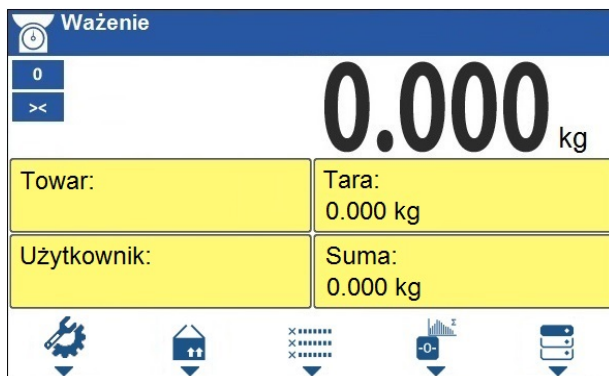 Ważenie
0
><
0.000 kg
Towar:
Tara:
0.000 kg
Użytkownik:
Suma:
0.000 kg
Σ
-0-